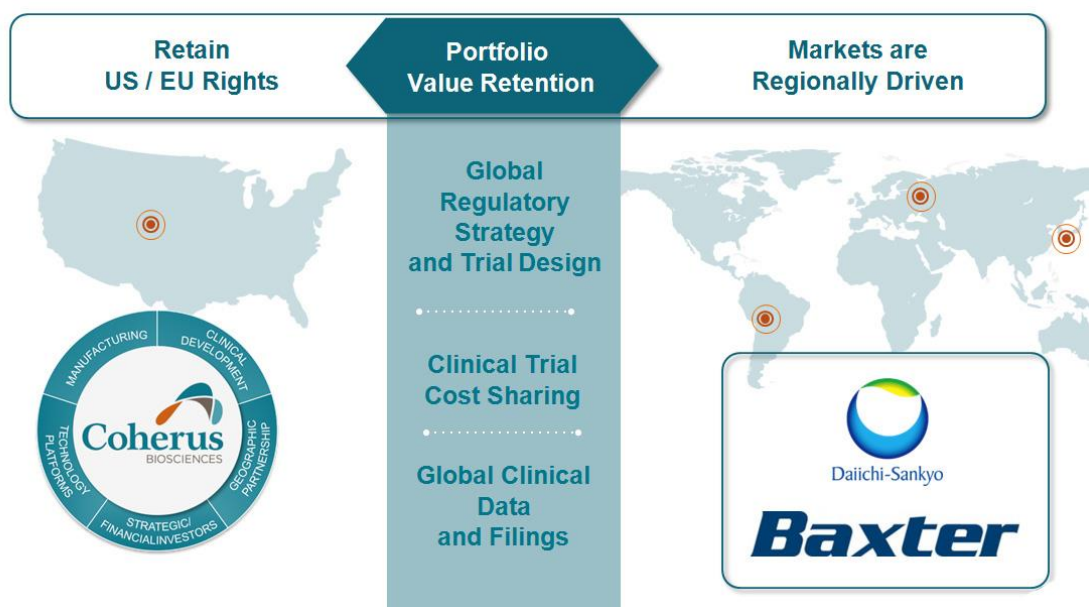 Retain
US / EU Rights
Portfolio
Value Retention
Markets are
Regionally Driven
Global
Regulatory
Strategy
and Trial Design
Clinical Trial
Cost Sharing
Global Clinical
Data
and Filings
MANUFACTURING
CLINICAL
DEVELOPMENT
GEOGRAPHIC
PARTNERSHIP
STRATEGIC/
FINANCIALINVESTORS
TECHNOLOGY
PLATFORMS
Coherus
BIOSCIENCES
Daiichi-Sankyo
Baxter